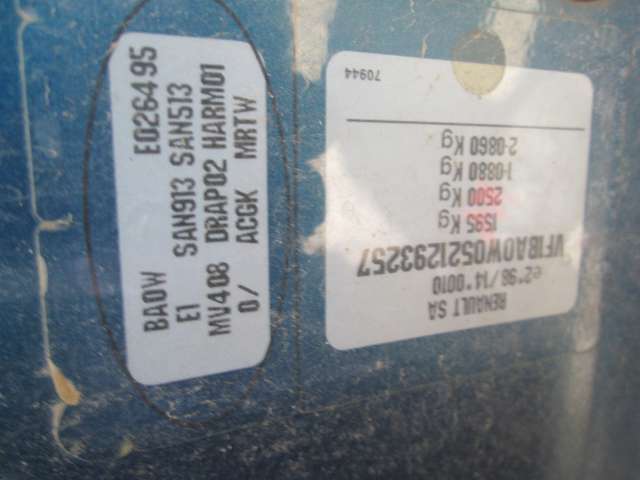 BA0W E026495
E1 SAN913 SAN513
MV408 DRAP02 HARM01
0/ ACGK MRTW
RENAULT SA
e2*98/14*0010
VF1BA0W0521293257
1595 Kg
2500 Kg
1-0880 Kg
2-0860 Kg
70944